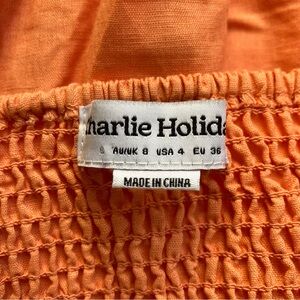 harlie Holida
S AU/UK 8 USA 4 EU 36
MADE IN CHINA